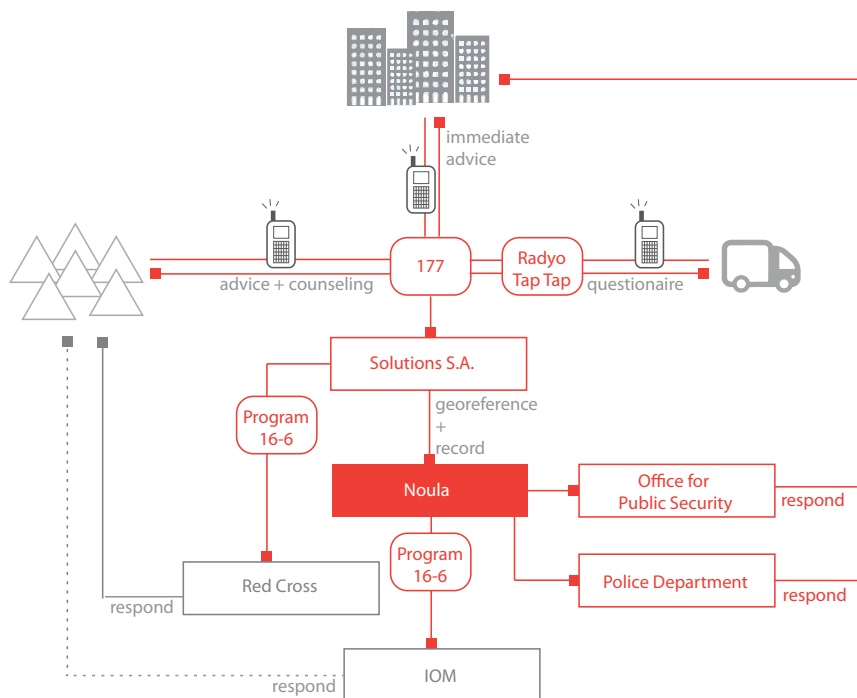 immediate
advice
177
Radyo
Tap Tap
advice + counseling
questionaire
Solutions S.A.
Program
16-6
georeference
+
record
Noula
Office for
Public Security
respond
Program
16-6
Red Cross
Police Department
respond
respond
IOM
respond